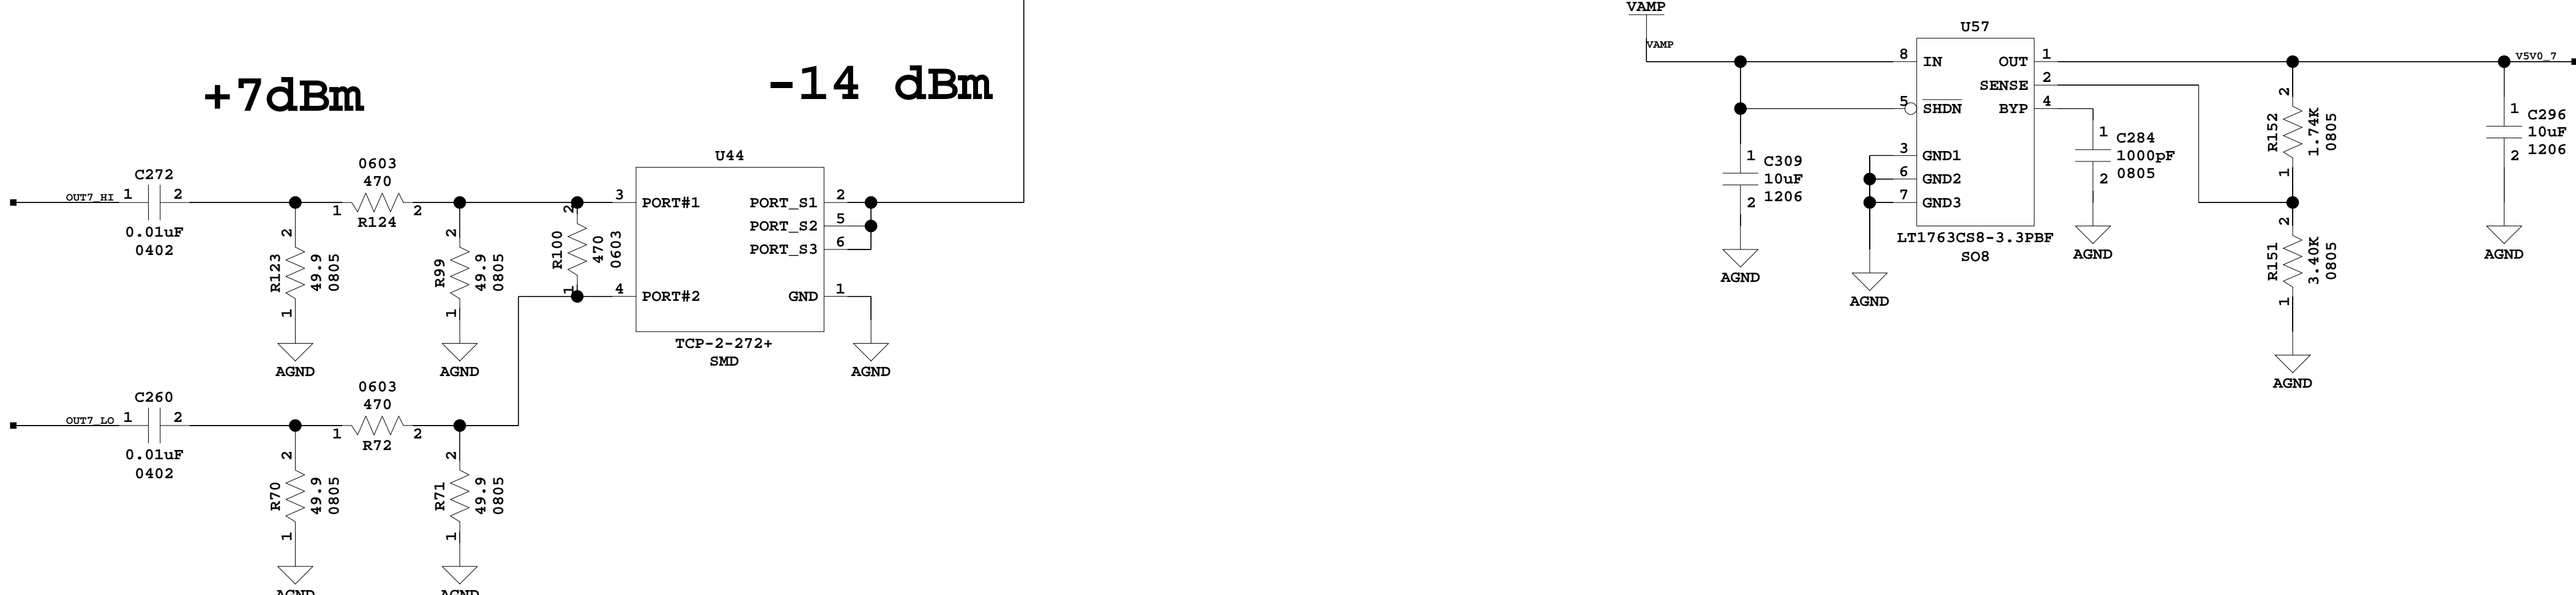 +7dBm
-14 dBm
OUT7_HI
1
C272
2
0.01uF
0402
2
R123
49.9
0805
1
AGND
0603
470
1
2
R124
2
R99
49.9
0805
1
AGND
2
R100
470
0603
1
U44
3
PORT#1
4
PORT#2
PORT_S1
2
PORT_S2
5
PORT_S3
6
GND
1
TCP-2-272+
SMD
AGND
OUT7_LO
1
C260
2
0.01uF
0402
2
R70
49.9
0805
1
AGND
0603
470
1
2
R72
2
R71
49.9
0805
1
AGND
VAMP
VAMP
1
C309
10uF
2
1206
AGND
U57
8
IN
5
SHDN
3
GND1
6
GND2
7
GND3
OUT
1
SENSE
2
BYP
4
LT1763CS8-3.3PBF
SO8
AGND
1
C284
1000pF
2
0805
AGND
2
R152
1.74K
0805
1
2
R151
3.40K
0805
1
AGND
V5V0_7
1
C296
10uF
2
1206
AGND